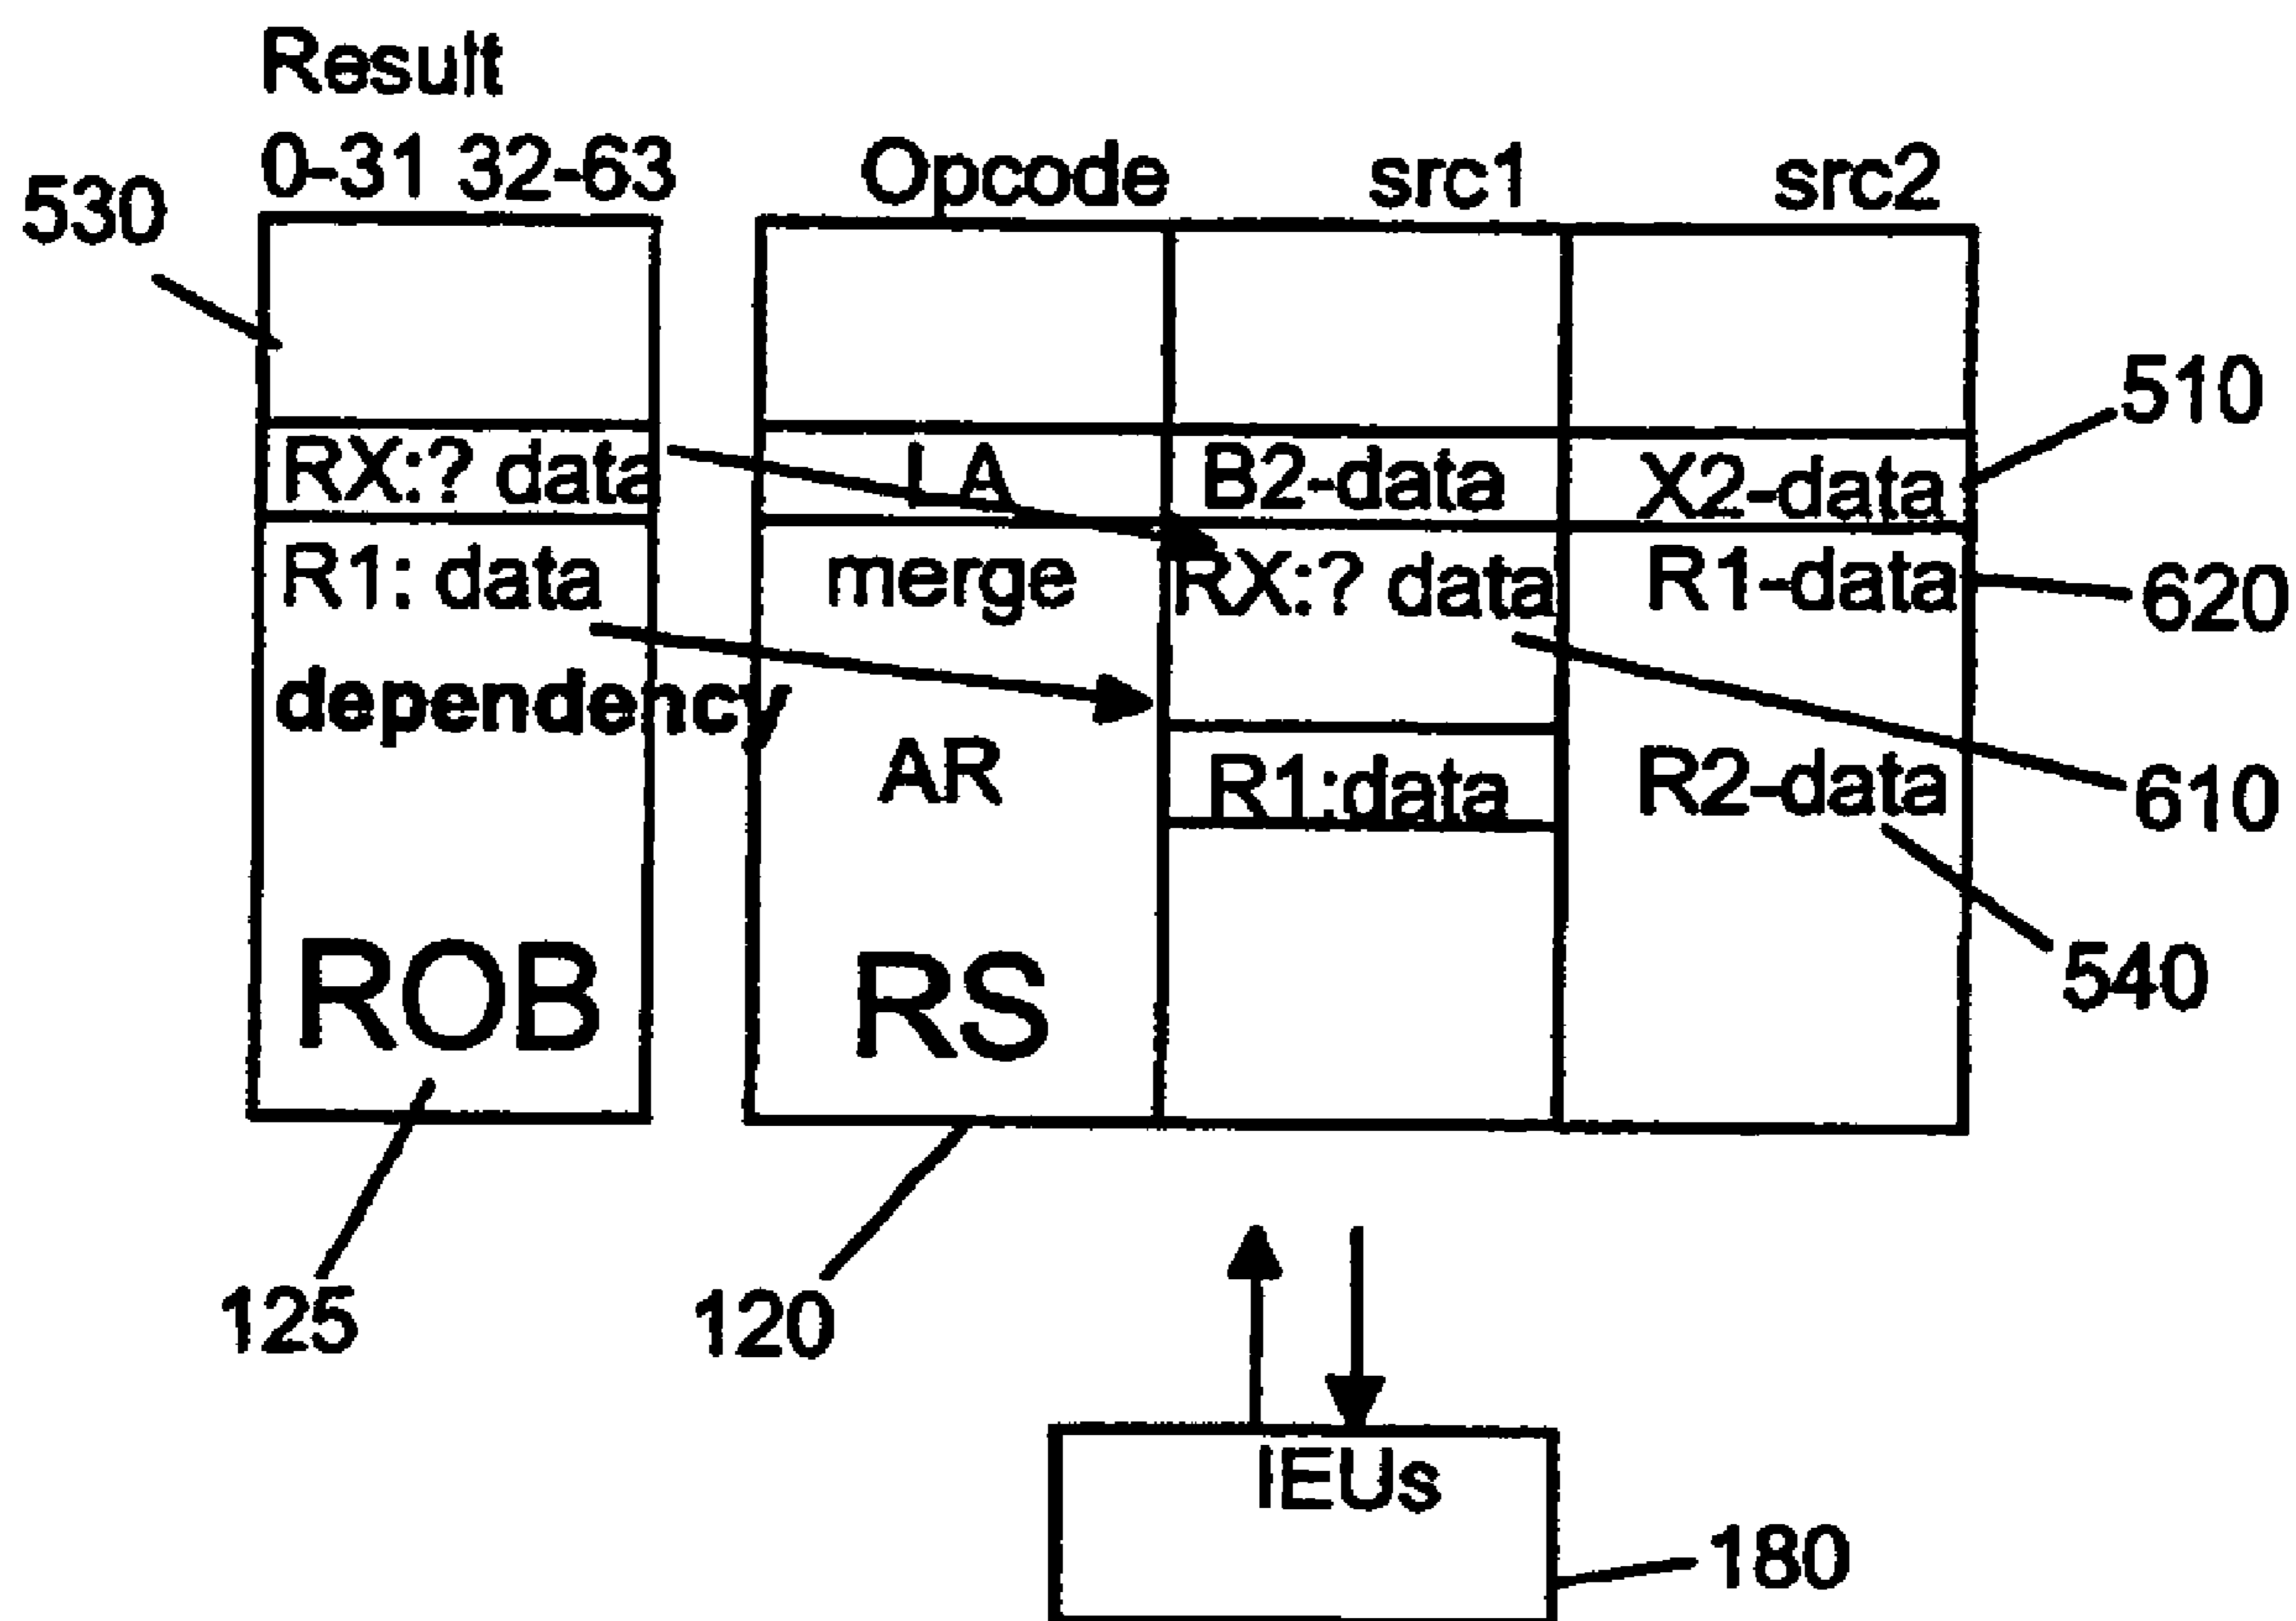 Result
0-31 32-63 Opcode src1 src2
530
510
RX:? data LA B2-data X2-data
R1: data merge RX:? data R1-data
620
dependency
AR R1:data R2-data
610
540
ROB RS
125 120
IEUs
180